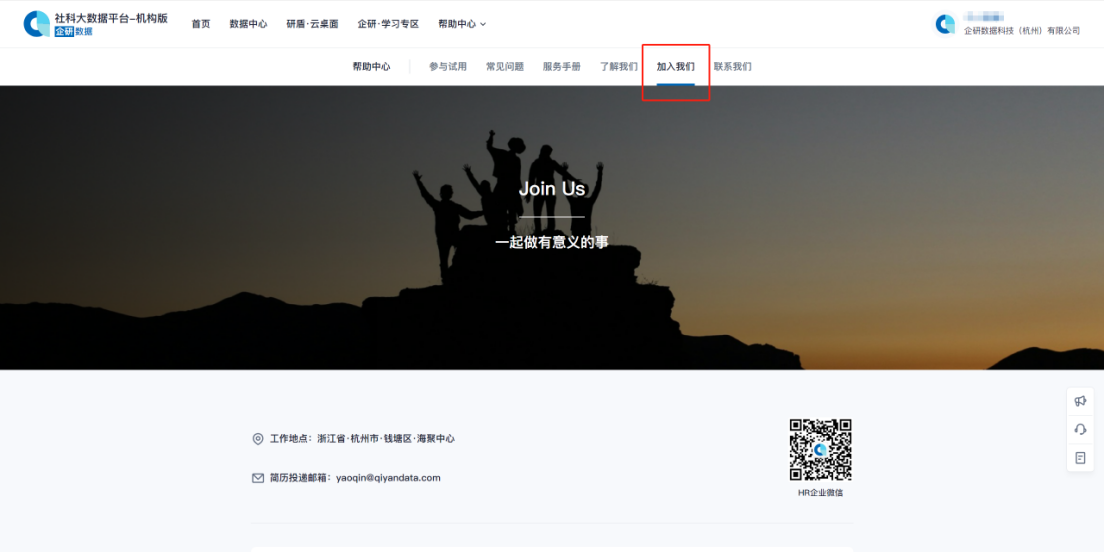 社科大数据平台-机构版
企研数据
首页 数据中心 研盾·云桌面 企研·学习专区 帮助中心
企研数据科技（杭州）有限公司
帮助中心 参与试用 常见问题 服务手册 了解我们 加入我们 联系我们
Join Us
一起做有意义的事
工作地点：浙江省·杭州市·钱塘区·海聚中心
简历投递邮箱：yaoqin@qiyandata.com
HR企业微信